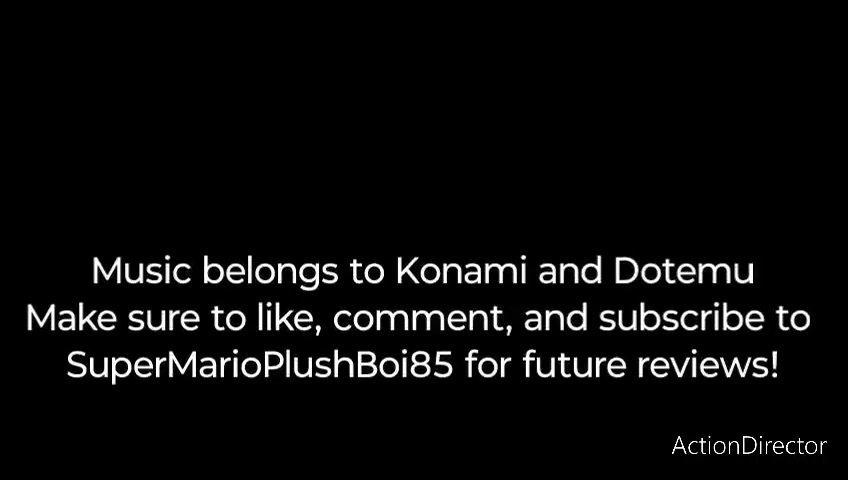 Music belongs to Konami and Dotemu
Make sure to like, comment, and subscribe to
SuperMarioPlushBoi85 for future reviews!
ActionDirector